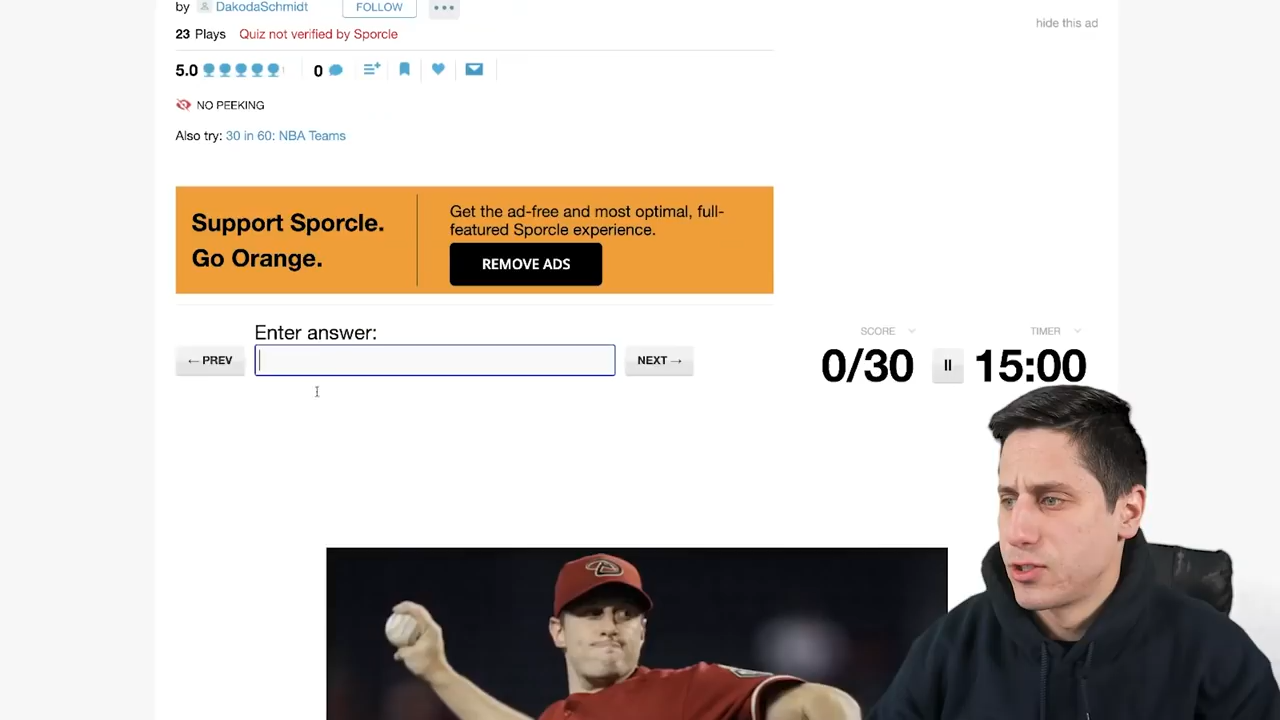 by DakodaSchmidt FOLLOW
hide this ad
23 Plays Quiz not verified by Sporcle
5.0 0
NO PEEKING
Also try: 30 in 60: NBA Teams
Support Sporcle.
Go Orange.
Get the ad-free and most optimal, full-
featured Sporcle experience.
REMOVE ADS
Enter answer:
← PREV
NEXT →
SCORE
TIMER
0/30
15:00
A